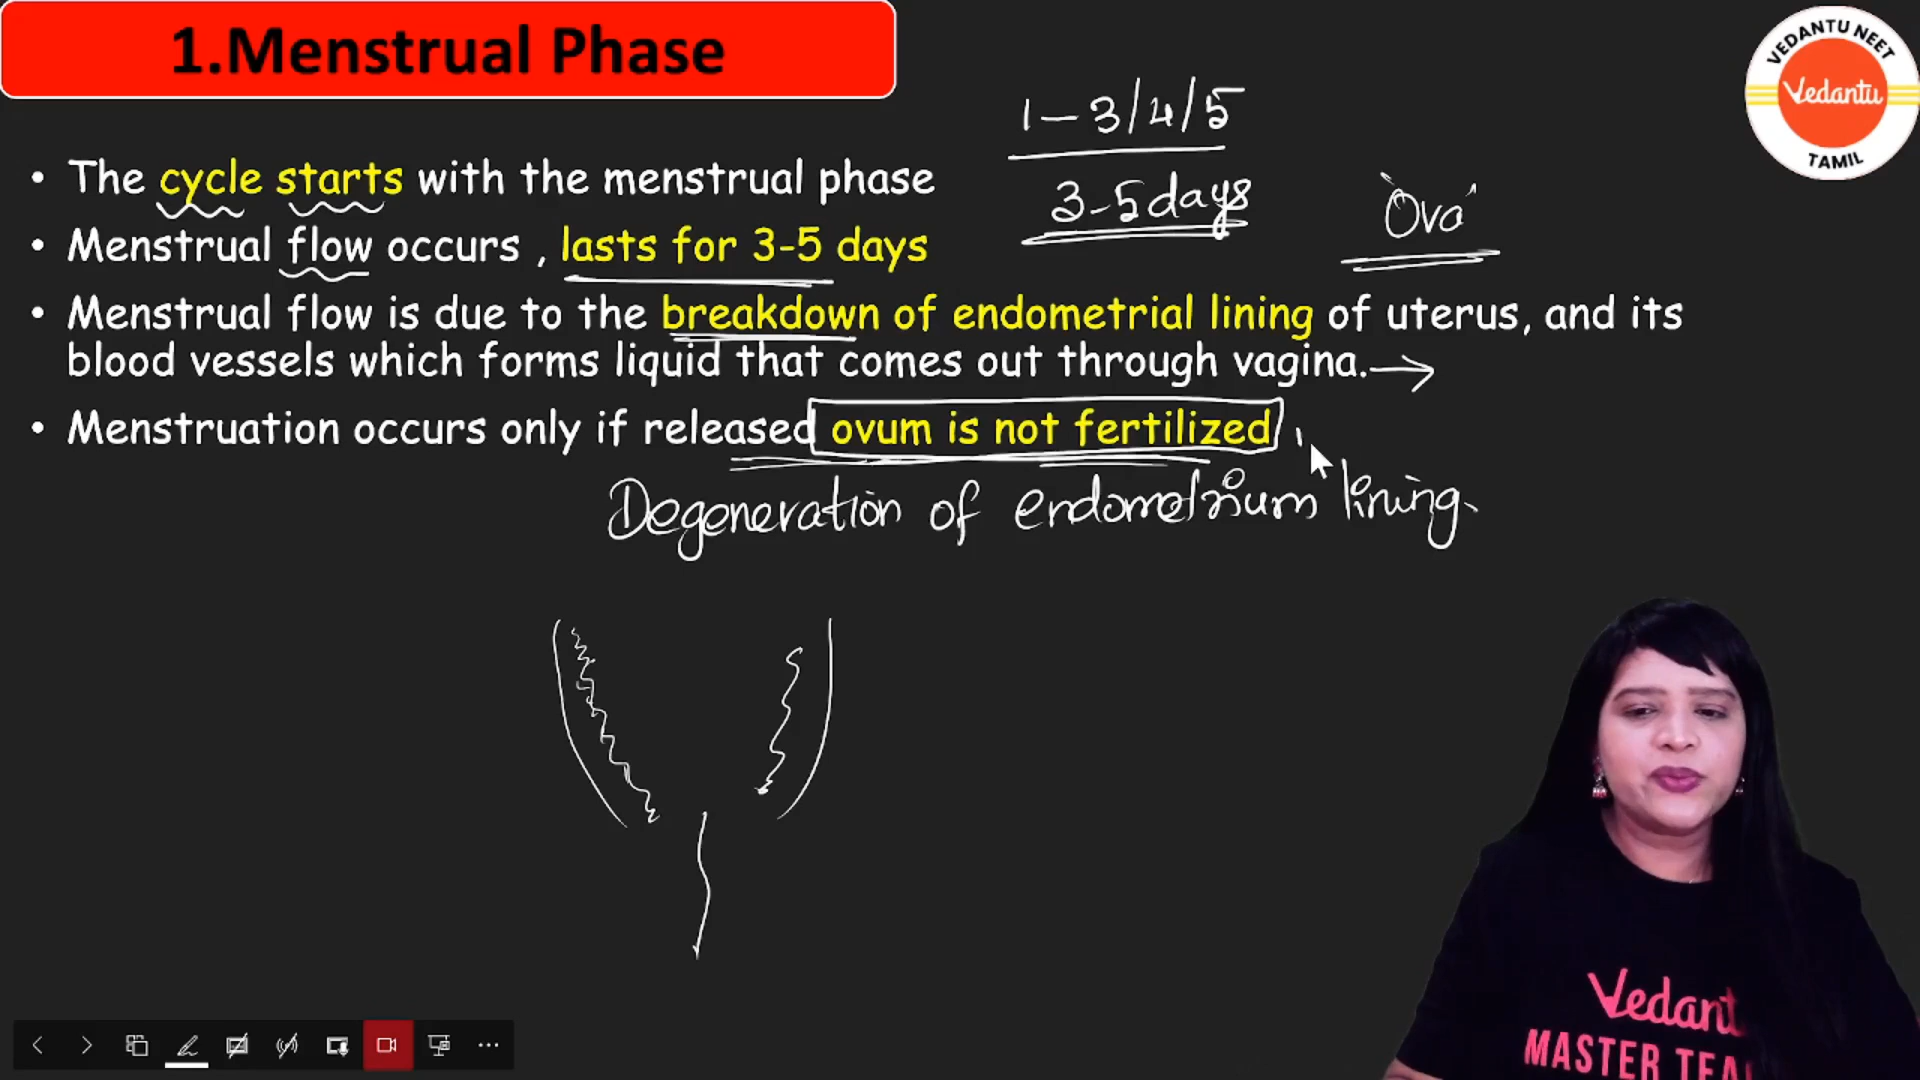 1.Menstrual Phase
VEDANTU NEET
Vedantu
TAMIL
1 – 3/4/5
3-5 days
Ova
• The cycle starts with the menstrual phase
• Menstrual flow occurs , lasts for 3-5 days
• Menstrual flow is due to the breakdown of endometrial lining of uterus, and its
blood vessels which forms liquid that comes out through vagina.→
• Menstruation occurs only if released ovum is not fertilized
Degeneration of endometrium lining.
Vedant
MASTER TEA